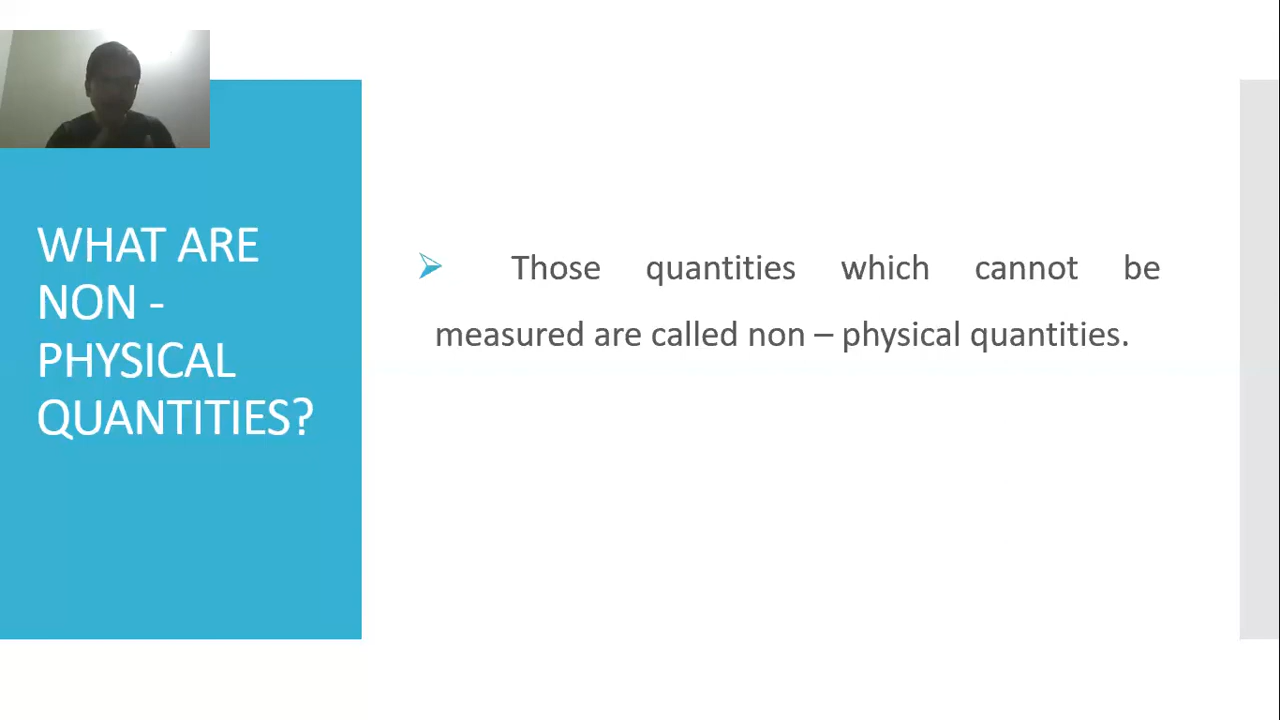 WHAT ARE
NON -
PHYSICAL
QUANTITIES?
Those quantities which cannot be
measured are called non – physical quantities.